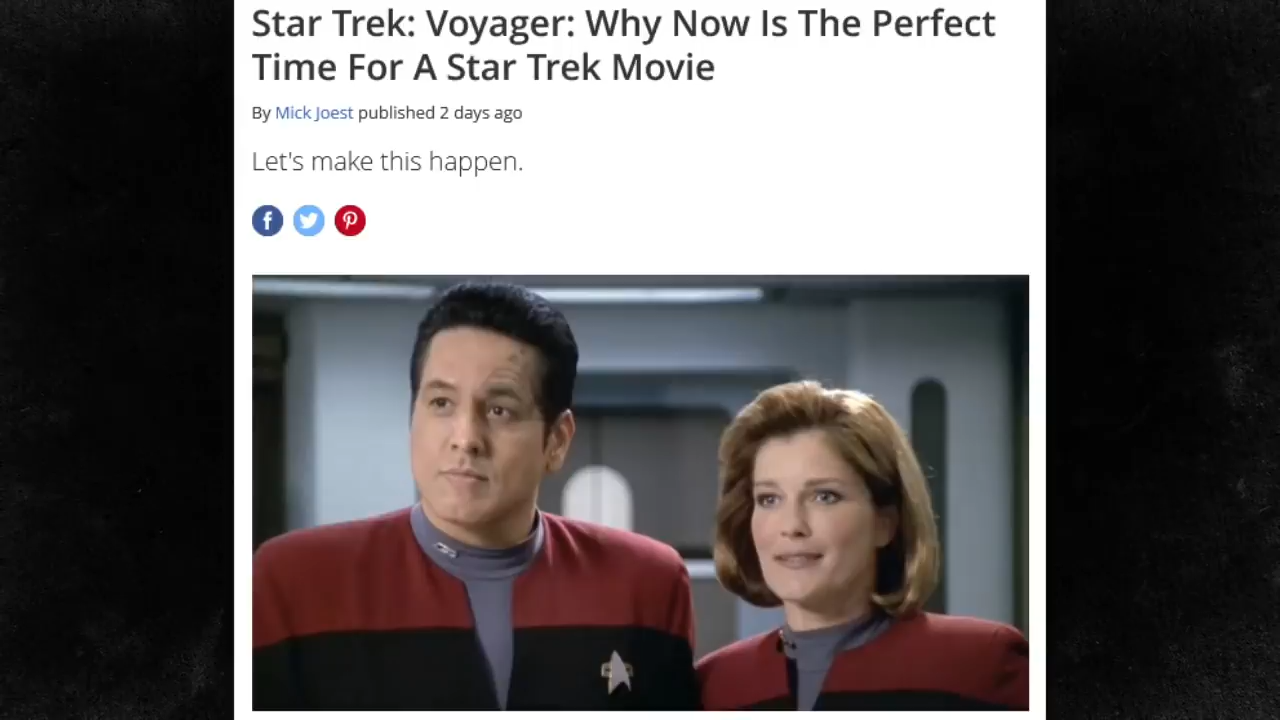 Star Trek: Voyager: Why Now Is The Perfect
Time For A Star Trek Movie
By Mick Joest published 2 days ago
Let's make this happen.